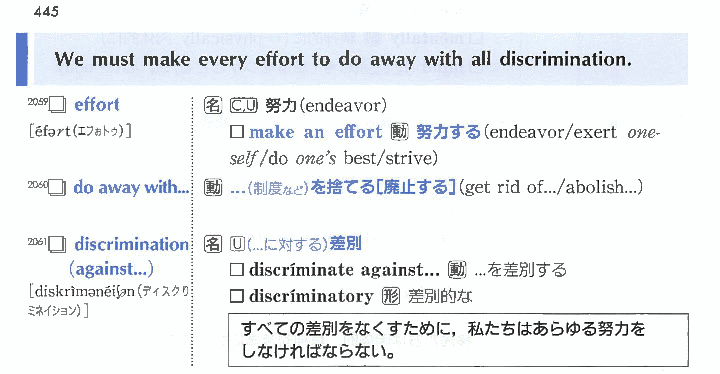 445
We must make every effort to do away with all discrimination.
2059□ effort
[éfərt(エフォトゥ)]
名 C,U 努力(endeavor)
□ make an effort 動 努力する(endeavor/exert one-
self/do one's best/strive)
2060□ do away with...
動 ...(制度など)を捨てる[廃止する](get rid of.../abolish...)
2061□ discrimination
(against...)
[diskrìmənéiʃən(ディスクリ
ミネイション)]
名 U(...に対する)差別
□ discríminate against... 動 ...を差別する
□ discríminatory 形 差別的な
すべての差別をなくすために，私たちはあらゆる努力を
しなければならない。